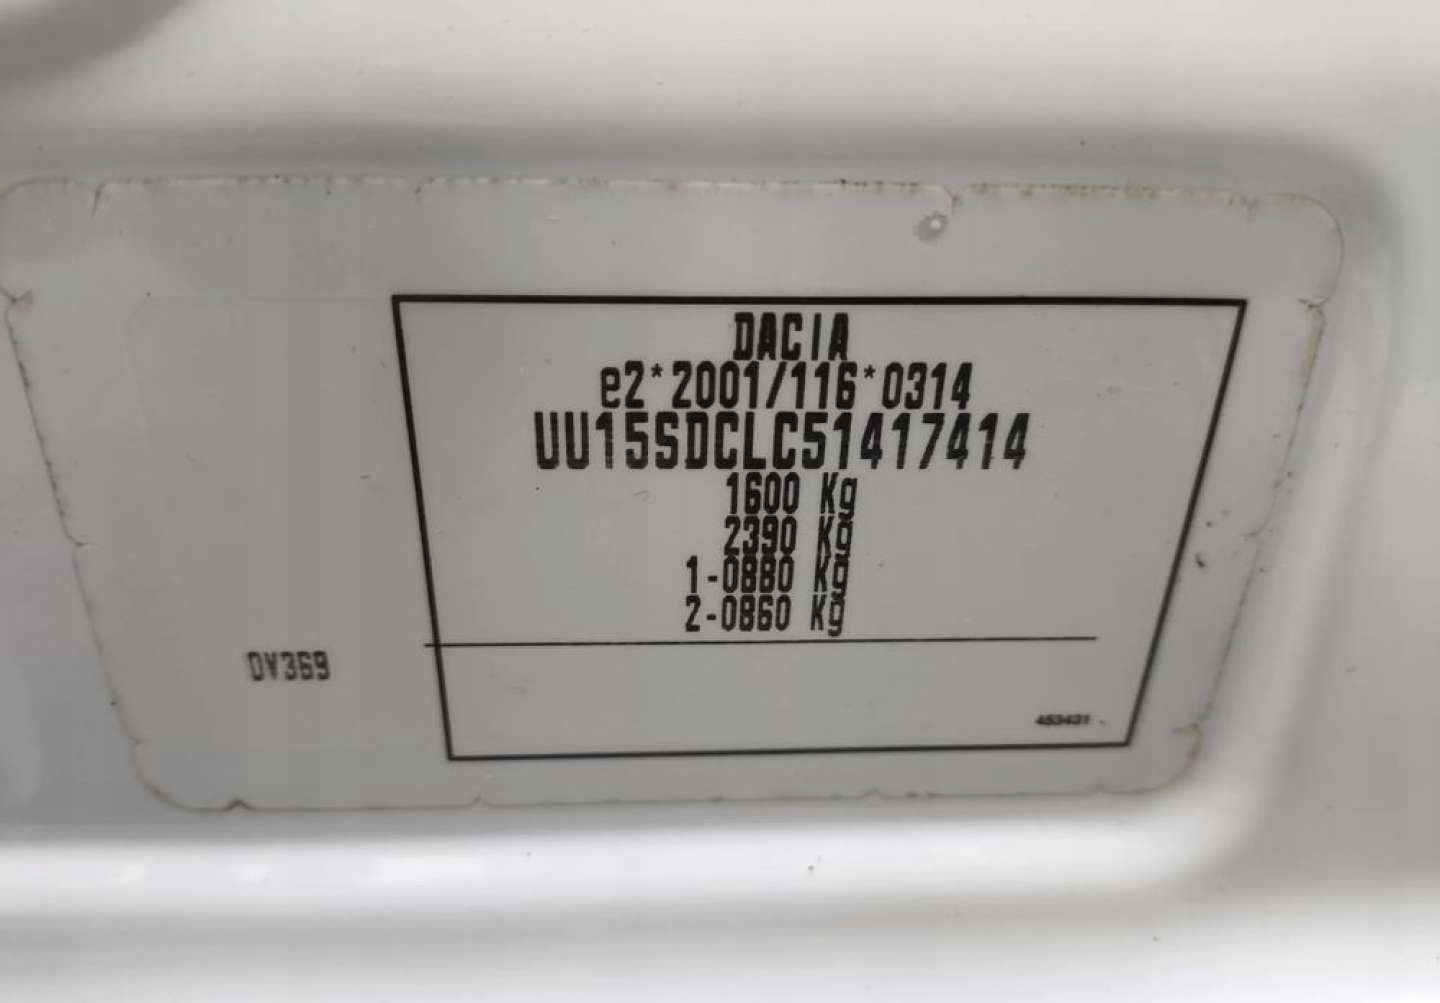 DACIA
e2*2001/116*0314
UU15SDCLC51417414
1600 Kg
2390 Kg
1-0880 Kg
2-0860 Kg
DV369
453431